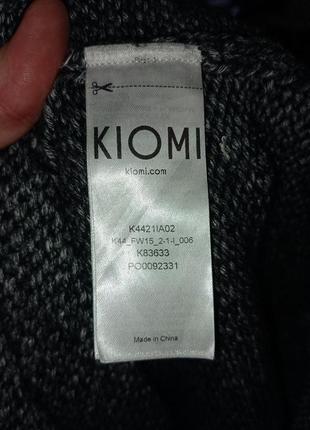 KIOMI
kiomi.com
K4421IA02
K44_FW15_2-1-I_006
K83633
PO0092331
Made in China